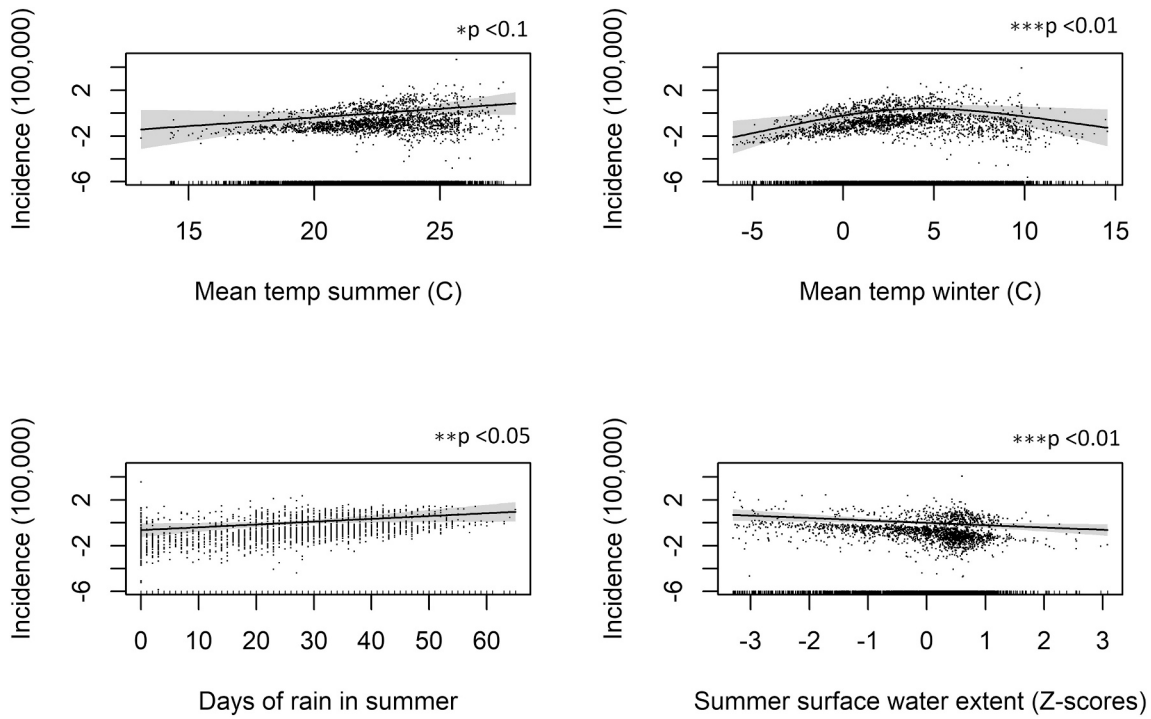 *p <0.1
Incidence (100,000)
2
-2
-6
15 20 25
Mean temp summer (C)
***p <0.01
Incidence (100,000)
2
-2
-6
-5 0 5 10 15
Mean temp winter (C)
**p <0.05
Incidence (100,000)
2
-2
-6
0 10 20 30 40 50 60
Days of rain in summer
***p <0.01
Incidence (100,000)
2
-2
-6
-3 -2 -1 0 1 2 3
Summer surface water extent (Z-scores)